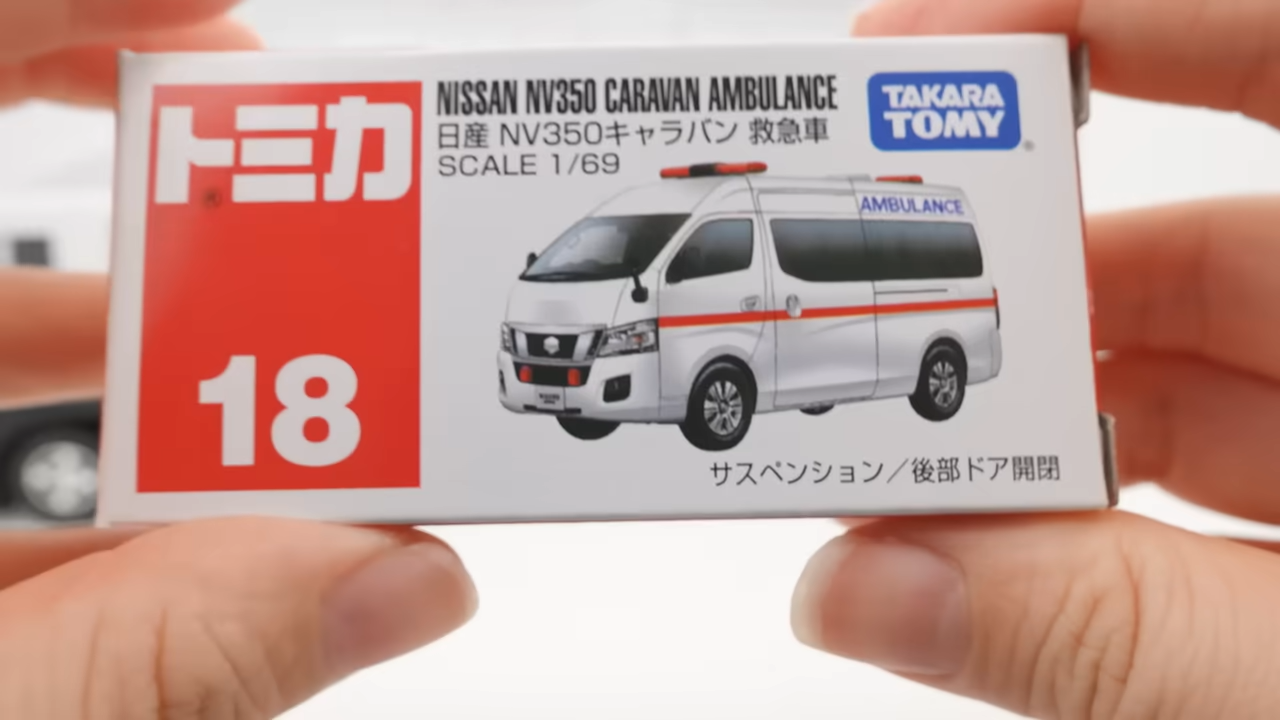 トミカ
18
NISSAN NV350 CARAVAN AMBULANCE
日産 NV350キャラバン 救急車
SCALE 1/69
TAKARA
TOMY
AMBULANCE
サスペンション/後部ドア開閉